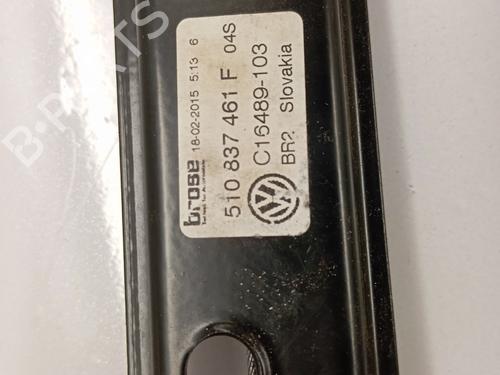 brose 18-02-2015 5:13 6
510 837 461 F 04S
C16489-103
BR2. Slovakia
B-PARTS